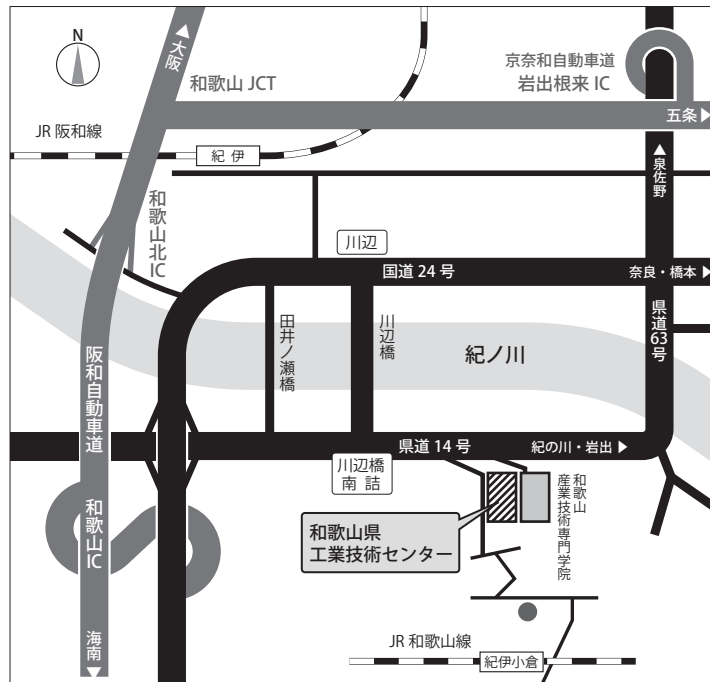 N
▲大阪
和歌山 JCT
京奈和自動車道
岩出根来 IC
五条▶
JR 阪和線
紀 伊
▲泉佐野
和歌山北IC
川辺
国道 24 号
奈良・橋本▶
県道63号
田井ノ瀬橋
川辺橋
紀ノ川
阪和自動車道
県道 14 号
紀の川・岩出▶
川辺橋
南 詰
和歌山
産業技術専門学院
和歌山IC
和歌山県
工業技術センター
海南▼
JR 和歌山線
紀伊小倉